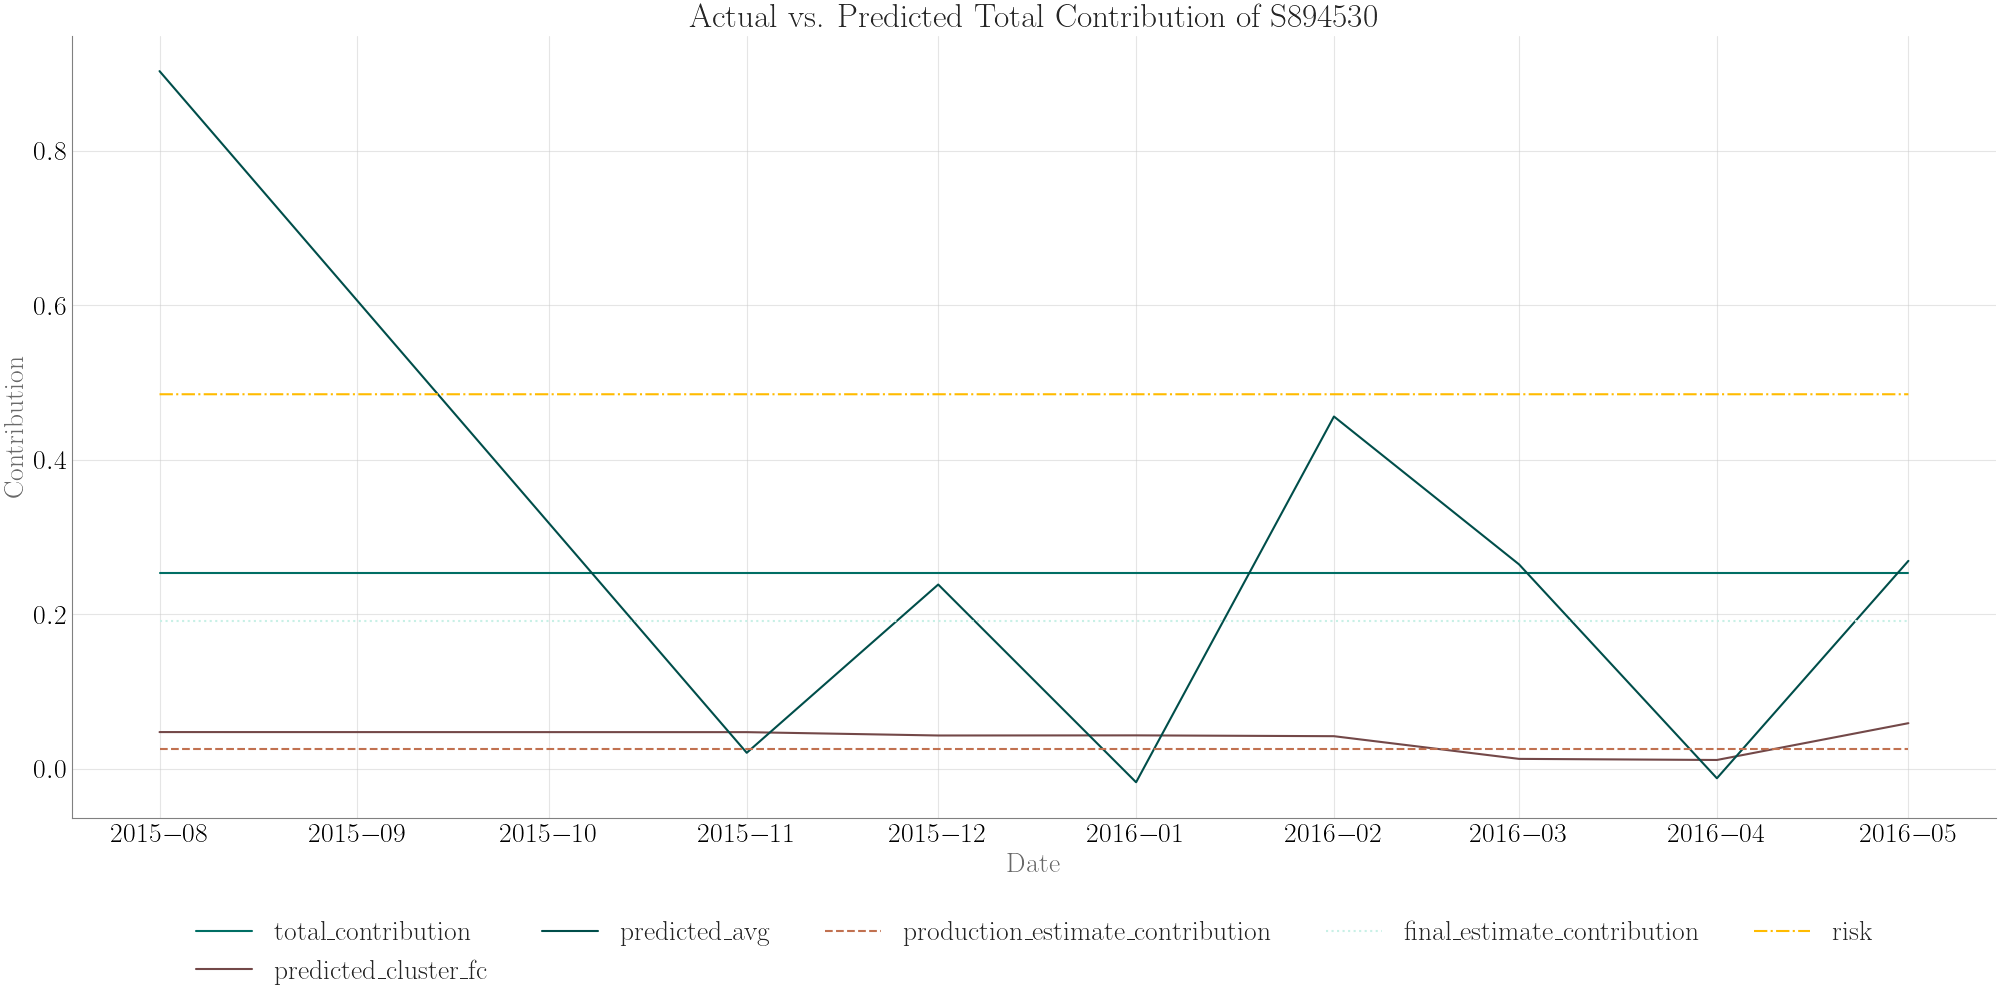 Actual vs. Predicted Total Contribution of S894530
Contribution
0.8
0.6
0.4
0.2
0.0
2015–08 2015–09 2015–10 2015–11 2015–12 2016–01 2016–02 2016–03 2016–04 2016–05
Date
total_contribution predicted_avg production_estimate_contribution final_estimate_contribution risk
predicted_cluster_fc